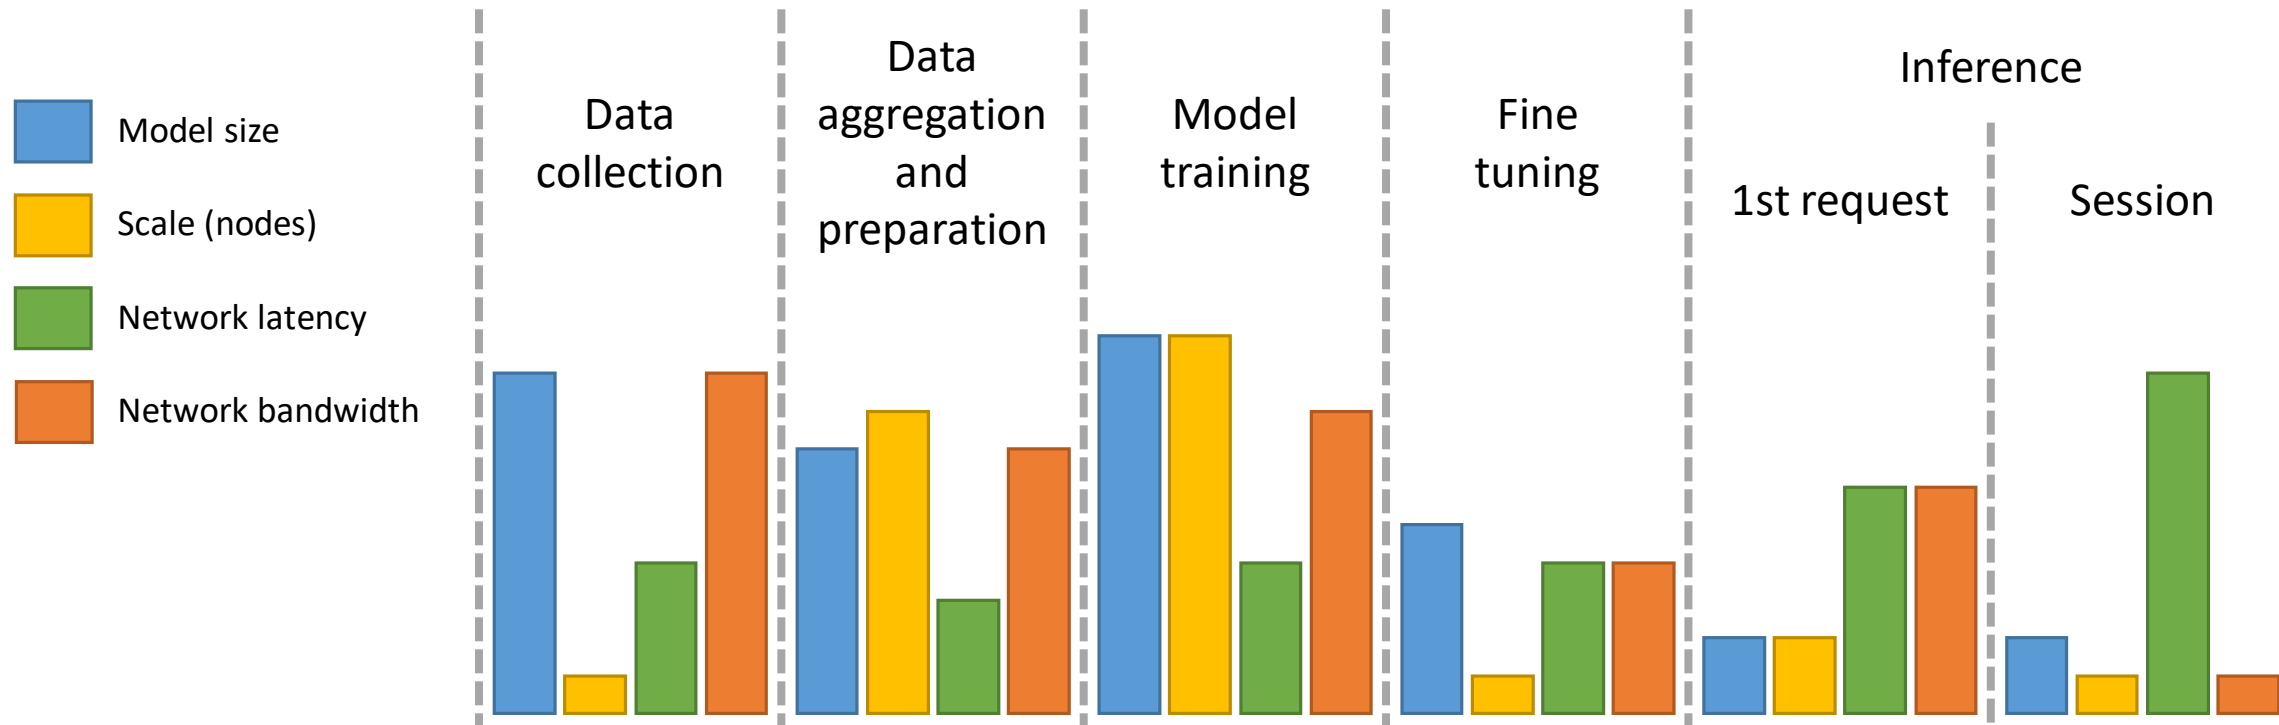 Model size
Scale (nodes)
Network latency
Network bandwidth
Data
collection
Data
aggregation
and
preparation
Model
training
Fine
tuning
Inference
1st request
Session